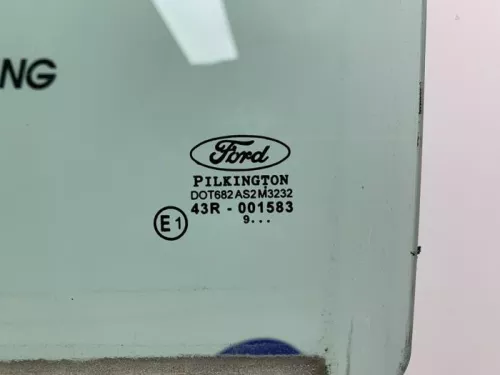 NG
Ford
PILKINGTON
DOT682 AS2 M3232
43R - 001583
E1
9...